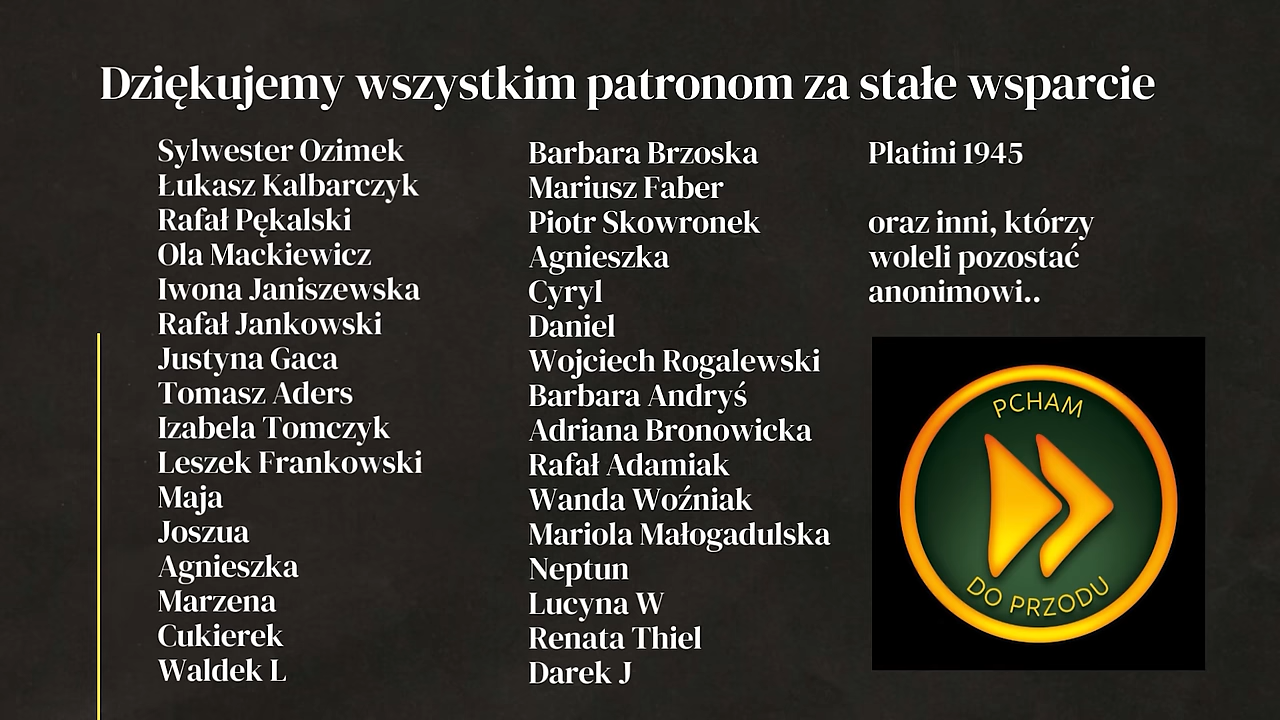 Dziękujemy wszystkim patronom za stałe wsparcie
Sylwester Ozimek
Łukasz Kalbarczyk
Rafał Pękalski
Ola Mackiewicz
Iwona Janiszewska
Rafał Jankowski
Justyna Gaca
Tomasz Aders
Izabela Tomczyk
Leszek Frankowski
Maja
Joszua
Agnieszka
Marzena
Cukierek
Waldek L
Barbara Brzoska
Mariusz Faber
Piotr Skowronek
Agnieszka
Cyryl
Daniel
Wojciech Rogalewski
Barbara Andryś
Adriana Bronowicka
Rafał Adamiak
Wanda Woźniak
Mariola Małogadulska
Neptun
Lucyna W
Renata Thiel
Darek J
Platini 1945
oraz inni, którzy
woleli pozostać
anonimowi..
PCHAM
DO PRZODU